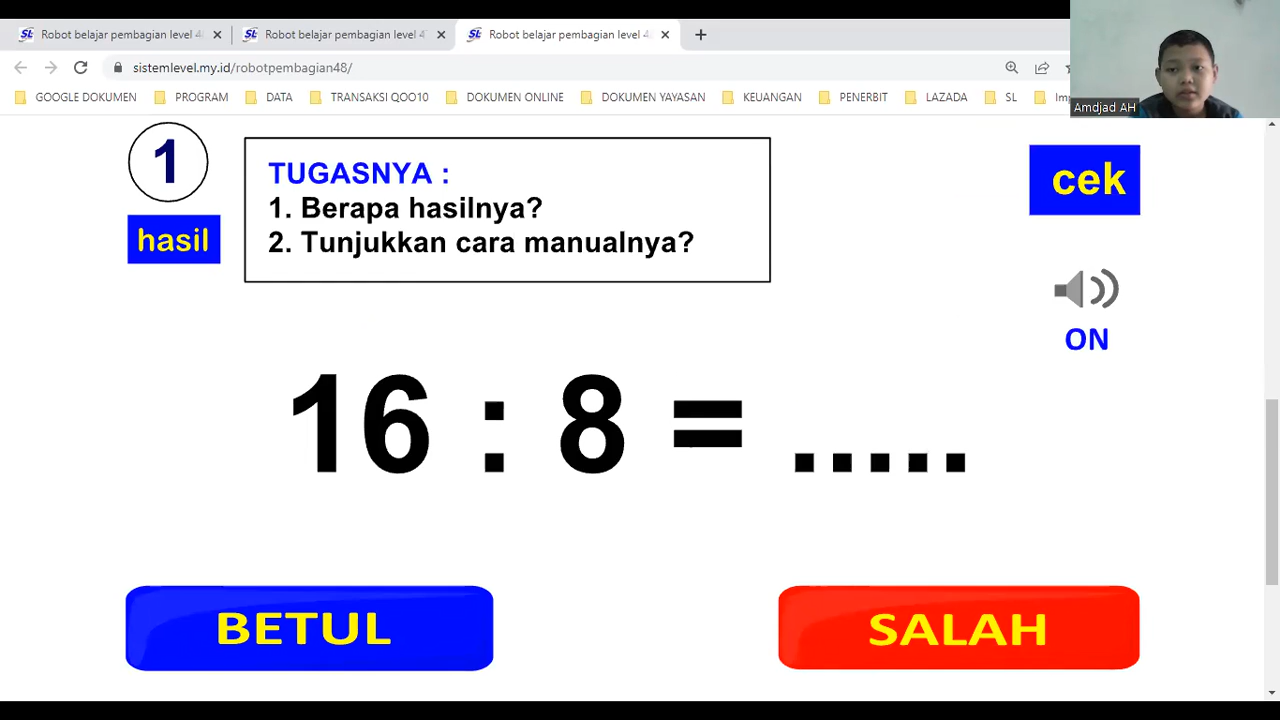 Robot belajar pembagian level 4
Robot belajar pembagian level 4
Robot belajar pembagian level 4
sistemlevel.my.id/robotpembagian48/
GOOGLE DOKUMEN PROGRAM DATA TRANSAKSI QOO10 DOKUMEN ONLINE DOKUMEN YAYASAN KEUANGAN PENERBIT LAZADA SL
Amdjad AH
1
hasil
TUGASNYA :
1. Berapa hasilnya?
2. Tunjukkan cara manualnya?
cek
ON
16 : 8 = .....
BETUL
SALAH